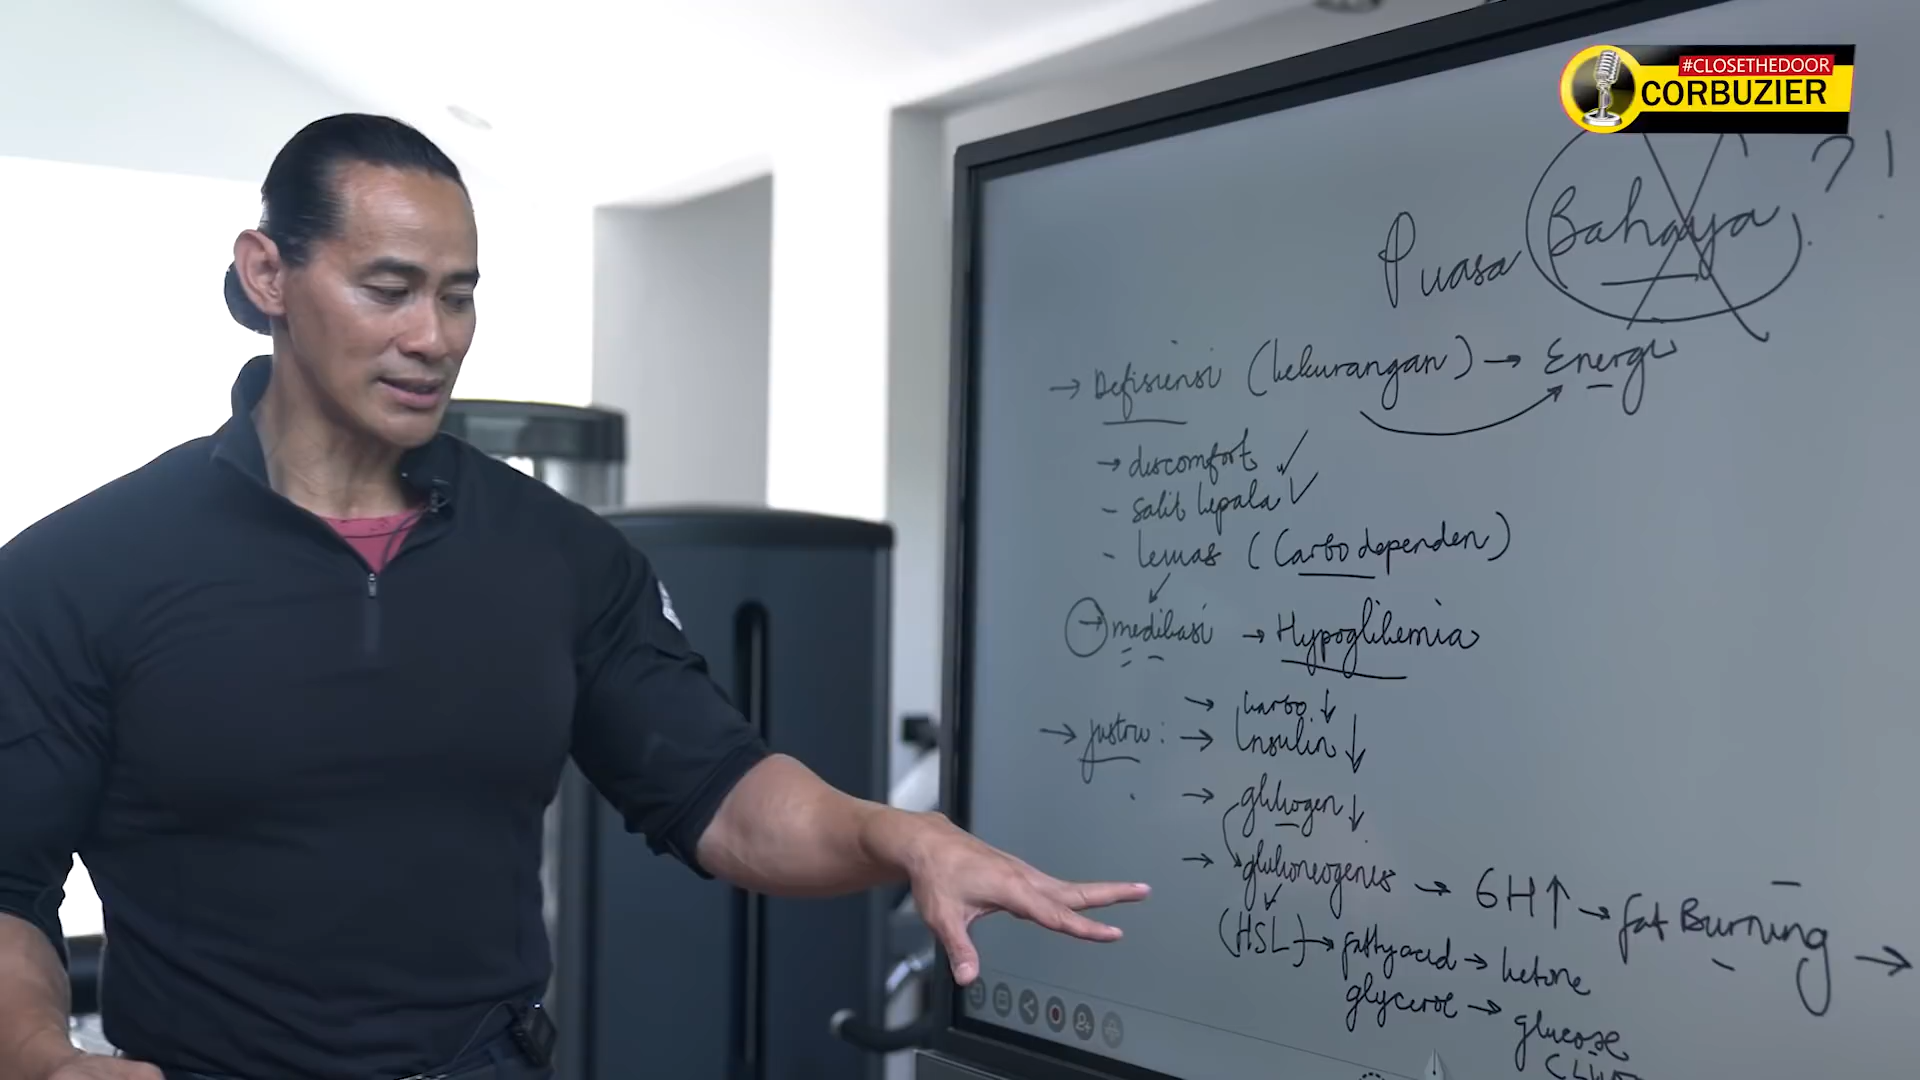 #CLOSETHEDOOR
CORBUZIER
Puasa Bahaya ?!
→ Defisiensi (kekurangan) → Energi
→ discomfort ✓
- Sakit kepala ✓
- lemas (Carbo dependen)
→ medikasi → Hypoglikemia
→ karbo ↓
→ justru : → Insulin ↓
→ glikogen ↓
→ glukoneogenis → GH ↑ → fat Burning →
(HSL) → fatty acid → ketone
glycerol → glucose